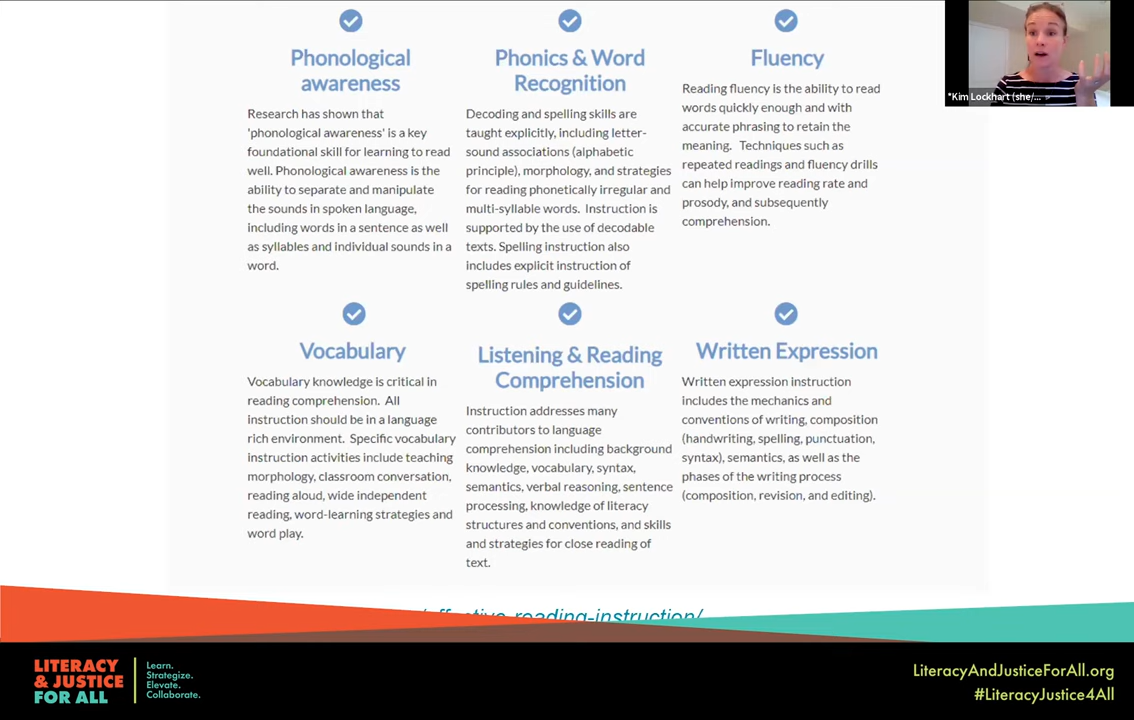 Phonological
awareness
Research has shown that
'phonological awareness' is a key
foundational skill for learning to read
well. Phonological awareness is the
ability to separate and manipulate
the sounds in spoken language,
including words in a sentence as well
as syllables and individual sounds in a
word.
Phonics & Word
Recognition
Decoding and spelling skills are
taught explicitly, including letter-
sound associations (alphabetic
principle), morphology, and strategies
for reading phonetically irregular and
multi-syllable words. Instruction is
supported by the use of decodable
texts. Spelling instruction also
includes explicit instruction of
spelling rules and guidelines.
Fluency
Reading fluency is the ability to read
words quickly enough and with
accurate phrasing to retain the
meaning. Techniques such as
repeated readings and fluency drills
can help improve reading rate and
prosody, and subsequently
comprehension.
*Kim Lockhart (she/...
Vocabulary
Vocabulary knowledge is critical in
reading comprehension. All
instruction should be in a language
rich environment. Specific vocabulary
instruction activities include teaching
morphology, classroom conversation,
reading aloud, wide independent
reading, word-learning strategies and
word play.
Listening & Reading
Comprehension
Instruction addresses many
contributors to language
comprehension including background
knowledge, vocabulary, syntax,
semantics, verbal reasoning, sentence
processing, knowledge of literacy
structures and conventions, and skills
and strategies for close reading of
text.
Written Expression
Written expression instruction
includes the mechanics and
conventions of writing, composition
(handwriting, spelling, punctuation,
syntax), semantics, as well as the
phases of the writing process
(composition, revision, and editing).
/effective-reading-instruction/
LITERACY
& JUSTICE
FOR ALL
Learn.
Strategize.
Elevate.
Collaborate.
LiteracyAndJusticeForAll.org
#LiteracyJustice4All